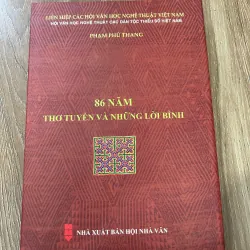 LIÊN HIỆP CÁC HỘI VĂN HỌC NGHỆ THUẬT VIỆT NAM
HỘI VĂN HỌC NGHỆ THUẬT CÁC DÂN TỘC THIỂU SỐ VIỆT NAM
PHẠM PHÚ THANG
86 NĂM
THƠ TUYỂN VÀ NHỮNG LỜI BÌNH
NHÀ XUẤT BẢN HỘI NHÀ VĂN